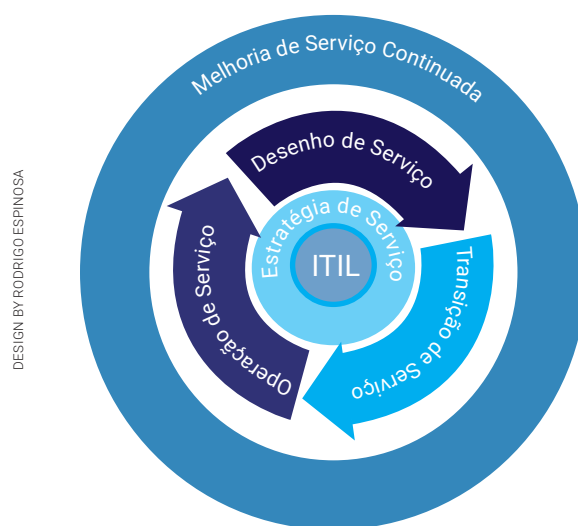 Melhoria de Serviço Continuada
Desenho de Serviço
Estratégia de Serviço
ITIL
Transição de Serviço
Operação de Serviço
DESIGN BY RODRIGO ESPINOSA